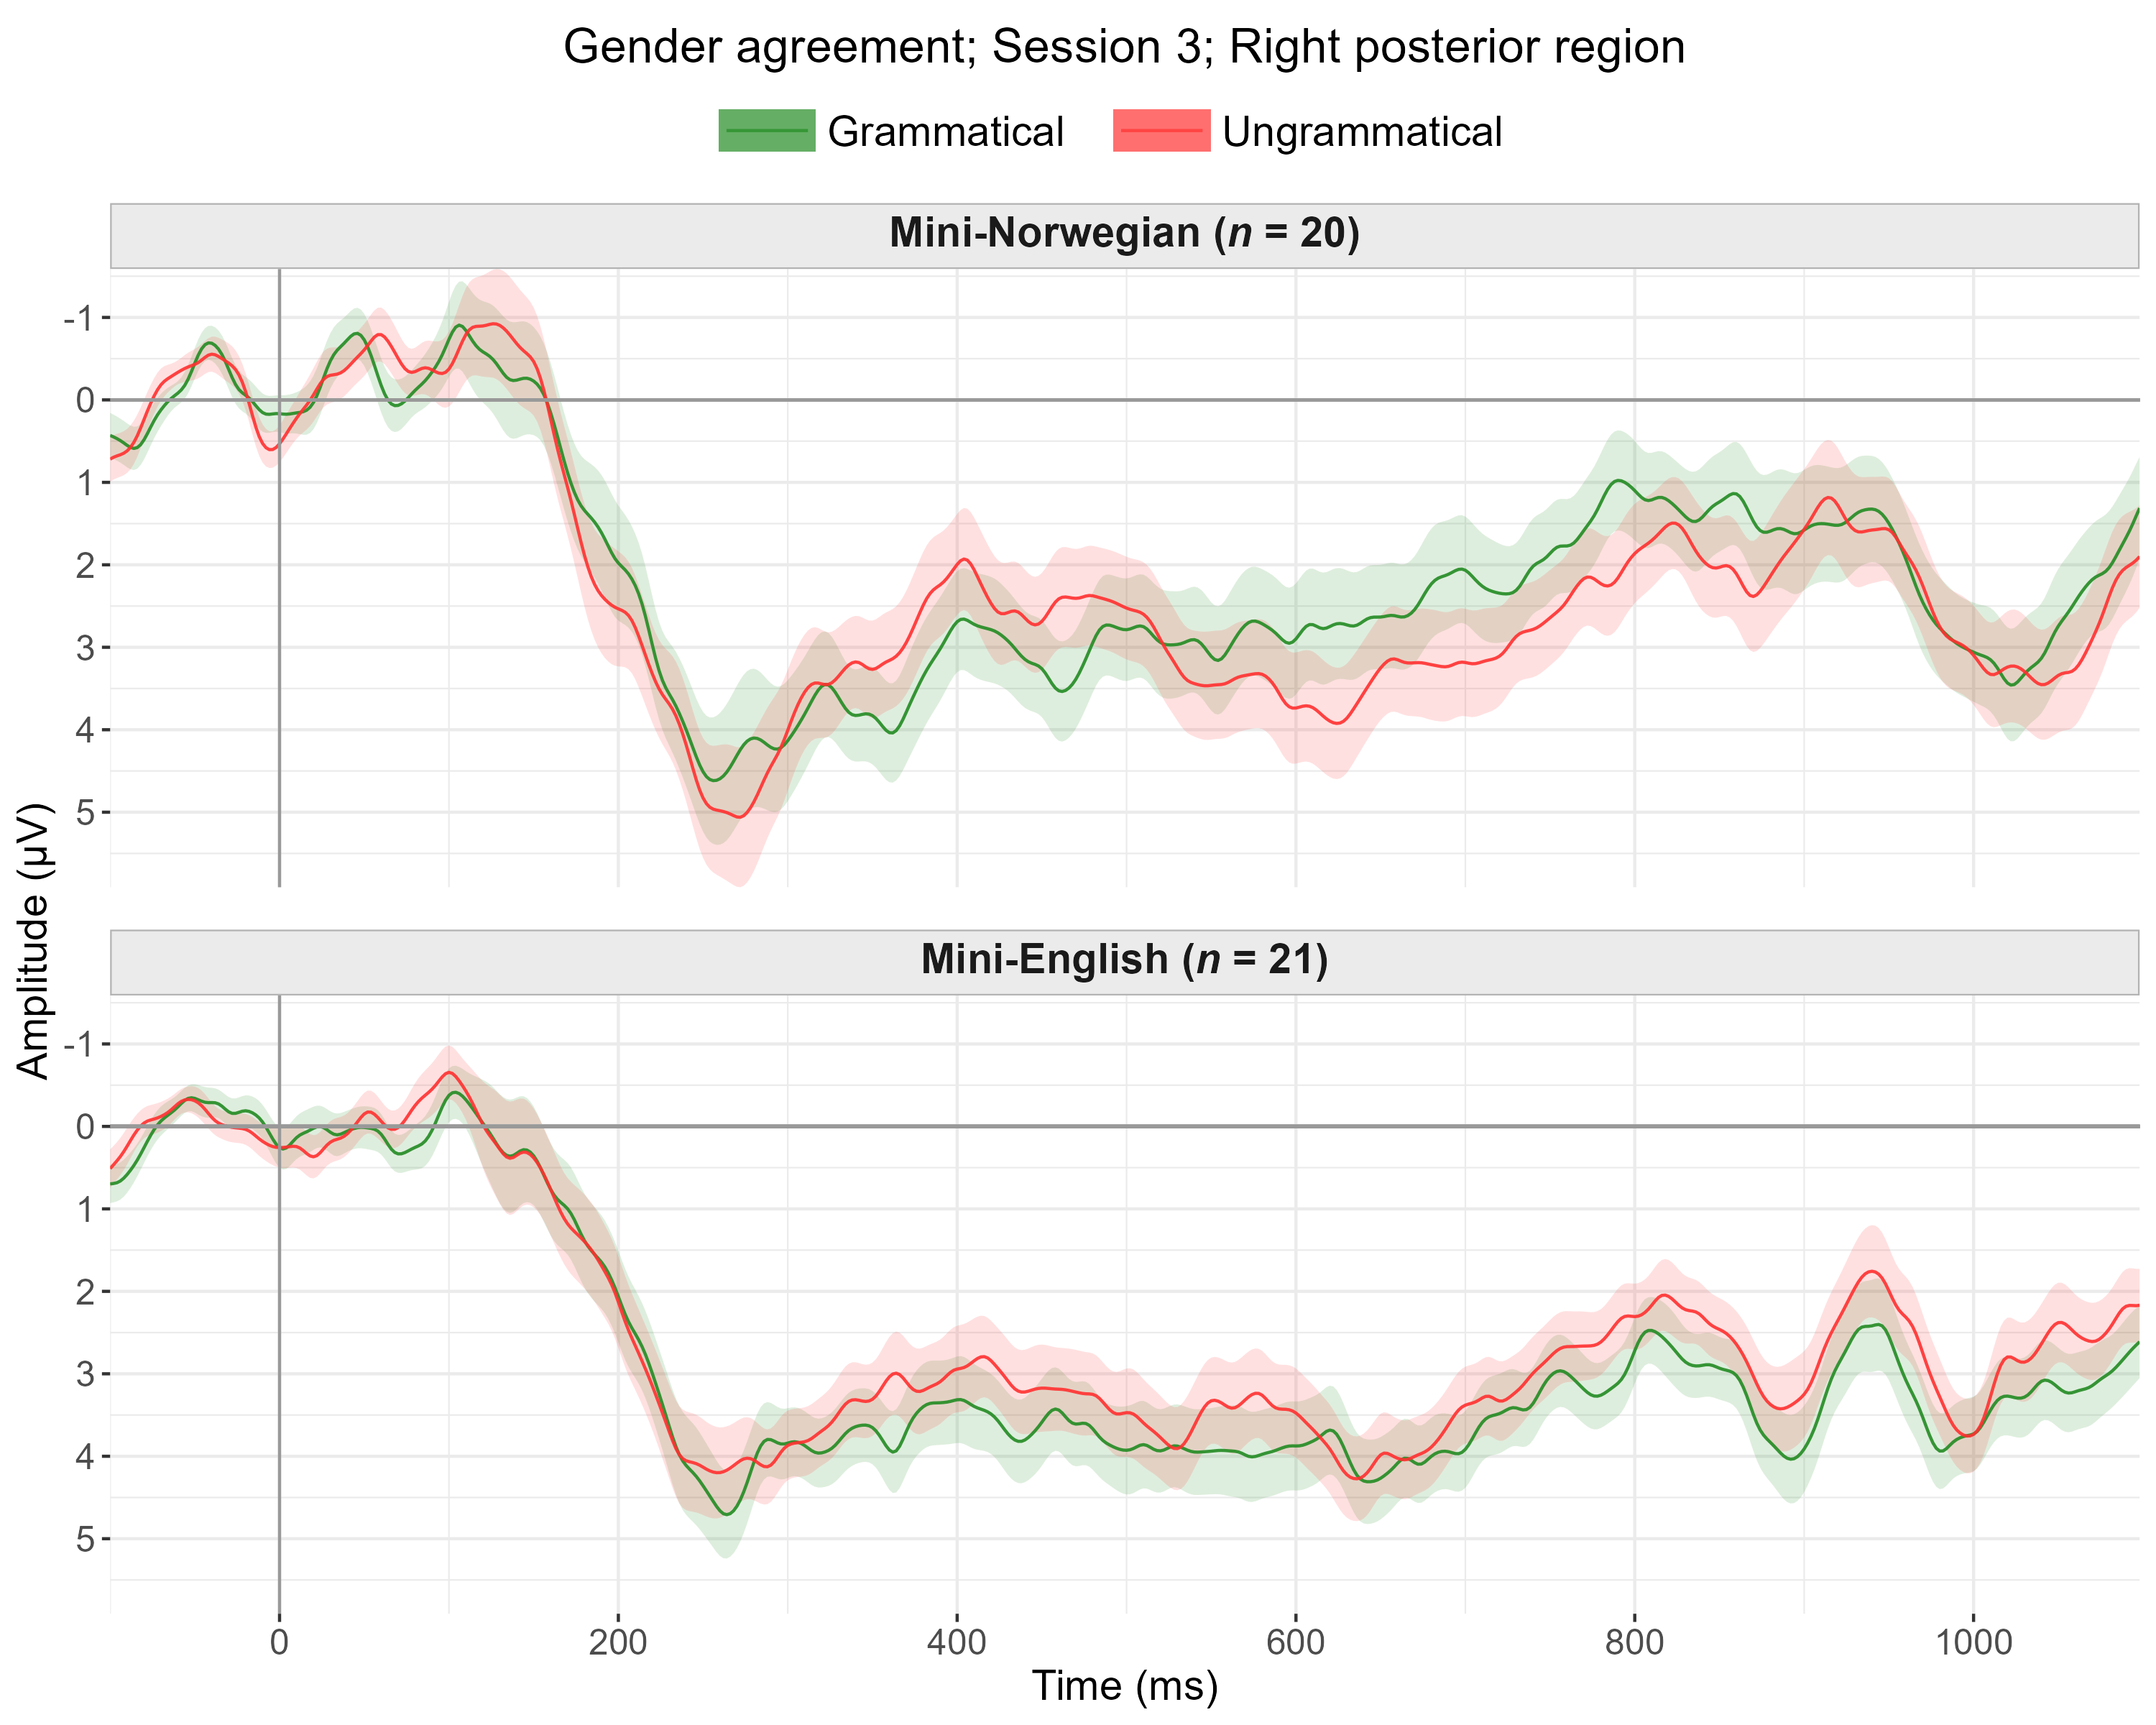 Gender agreement; Session 3; Right posterior region
Grammatical Ungrammatical
Mini-Norwegian (n = 20)
-1
0
1
2
3
4
5
Mini-English (n = 21)
-1
0
1
2
3
4
5
Amplitude (µV)
0 200 400 600 800 1000
Time (ms)